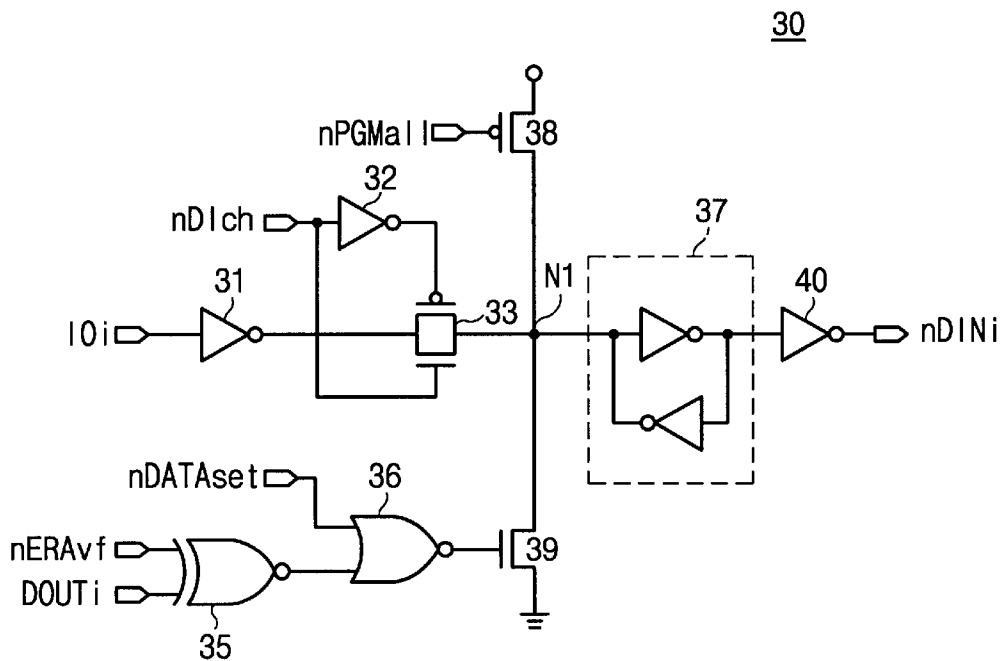 30
nPGMall
38
32
nDIch
37
31
N1
40
IOi
33
nDINi
nDATAset
36
nERAvf
39
DOUTi
35